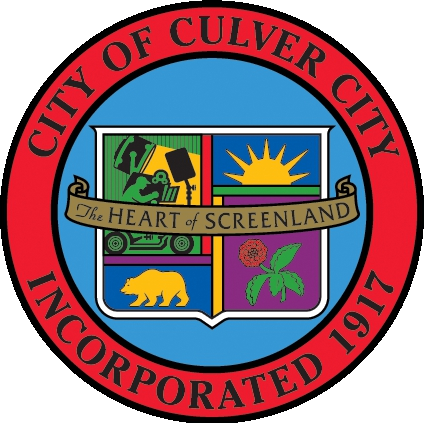 CITY OF CULVER CITY
The HEART of SCREENLAND
INCORPORATED 1917